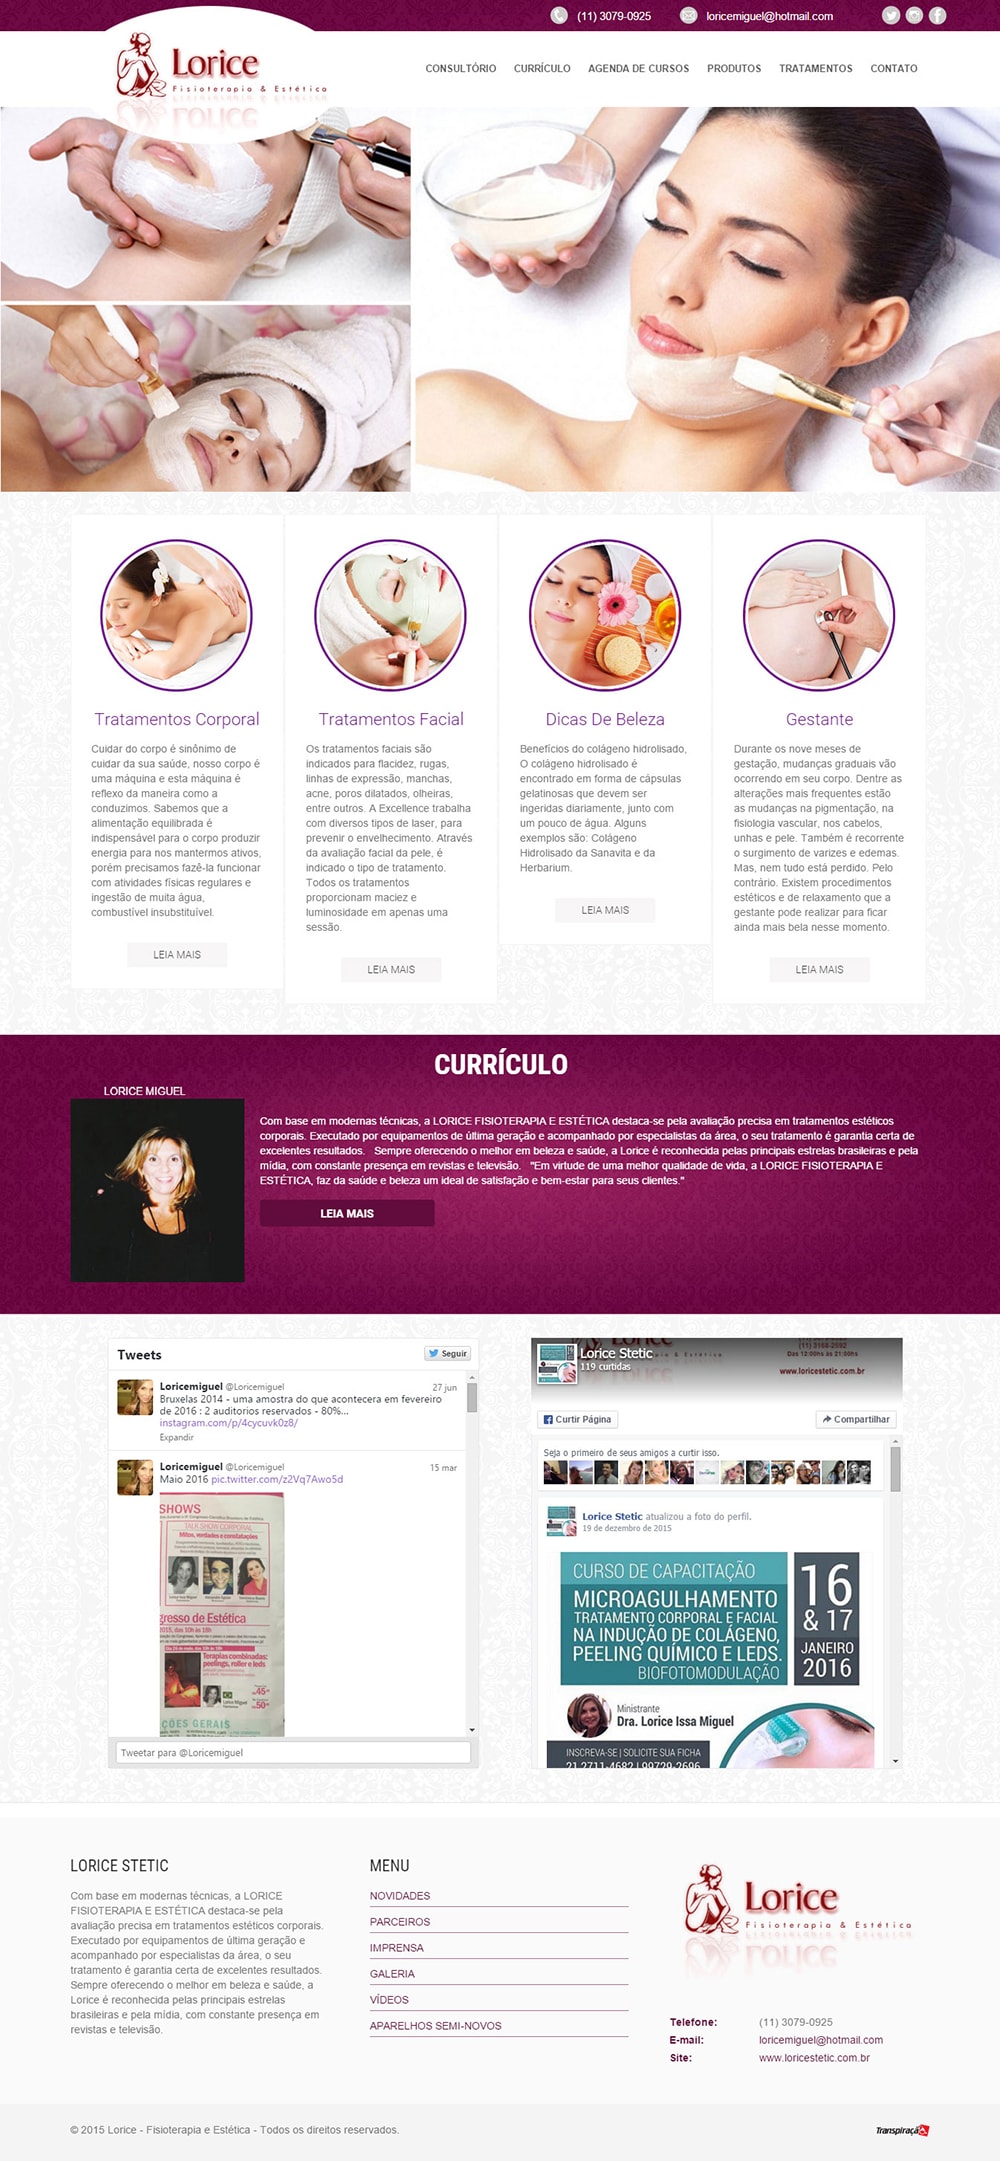 (11) 3079-0925
loricemiguel@hotmail.com
Lorice
Fisioterapia & Estética
CONSULTÓRIO
CURRÍCULO
AGENDA DE CURSOS
PRODUTOS
TRATAMENTOS
CONTATO
Tratamentos Corporal
Cuidar do corpo é sinônimo de
cuidar da sua saúde, nosso corpo é
uma máquina e esta máquina é
reflexo da maneira como a
conduzimos. Sabemos que a
alimentação equilibrada é
indispensável para o corpo produzir
energia para nos mantermos ativos,
porém precisamos fazê-la funcionar
com atividades físicas regulares e
ingestão de muita água,
combustível insubstituível.
LEIA MAIS
Tratamentos Facial
Os tratamentos faciais são
indicados para flacidez, rugas,
linhas de expressão, manchas,
acne, poros dilatados, olheiras,
entre outros. A Excellence trabalha
com diversos tipos de laser, para
prevenir o envelhecimento. Através
da avaliação facial da pele, é
indicado o tipo de tratamento.
Todos os tratamentos
proporcionam maciez e
luminosidade em apenas uma
sessão.
LEIA MAIS
Dicas De Beleza
Benefícios do colágeno hidrolisado,
O colágeno hidrolisado é
encontrado em forma de cápsulas
gelatinosas que devem ser
ingeridas diariamente, junto com
um pouco de água. Alguns
exemplos são: Colágeno
Hidrolisado da Sanavita e da
Herbarium.
LEIA MAIS
Gestante
Durante os nove meses de
gestação, mudanças graduais vão
ocorrendo em seu corpo. Dentre as
alterações mais frequentes estão
as mudanças na pigmentação, na
fisiologia vascular, nos cabelos,
unhas e pele. Também é recorrente
o surgimento de varizes e edemas.
Mas, nem tudo está perdido. Pelo
contrário. Existem procedimentos
estéticos e de relaxamento que a
gestante pode realizar para ficar
ainda mais bela nesse momento.
LEIA MAIS
CURRÍCULO
LORICE MIGUEL
Com base em modernas técnicas, a LORICE FISIOTERAPIA E ESTÉTICA destaca-se pela avaliação precisa em tratamentos estéticos
corporais. Executado por equipamentos de última geração e acompanhado por especialistas da área, o seu tratamento é garantia certa de
excelentes resultados. Sempre oferecendo o melhor em beleza e saúde, a Lorice é reconhecida pelas principais estrelas brasileiras e pela
mídia, com constante presença em revistas e televisão. "Em virtude de uma melhor qualidade de vida, a LORICE FISIOTERAPIA E
ESTÉTICA, faz da saúde e beleza um ideal de satisfação e bem-estar para seus clientes."
LEIA MAIS
Tweets
Seguir
Loricemiguel @Loricemiguel
27 jun
Bruxelas 2014 - uma amostra do que acontecera em fevereiro
de 2016 : 2 auditorios reservados - 80%...
instagram.com/p/4cycuvk0z8/
Expandir
Loricemiguel @Loricemiguel
15 mar
Maio 2016 pic.twitter.com/z2Vq7Awo5d
SHOWS
TALK SHOW CORPORAL
Mitos, verdades e constatações
gresso de Estética
2015, das 10h às 18h
Terapias combinadas:
peelings, roller e leds
45
50
ÇÕES GERAIS
Tweetar para @Loricemiguel
Lorice Stetic
119 curtidas
Das 12:00hs às 21:00hs
www.loricestetic.com.br
Curtir Página
Compartilhar
Seja o primeiro de seus amigos a curtir isso.
Lorice Stetic atualizou a foto do perfil.
19 de dezembro de 2015
CURSO DE CAPACITAÇÃO
MICROAGULHAMENTO
TRATAMENTO CORPORAL E FACIAL
NA INDUÇÃO DE COLÁGENO,
PEELING QUÍMICO E LEDS.
BIOFOTOMODULAÇÃO
16
& 17
JANEIRO
2016
Ministrante
Dra. Lorice Issa Miguel
INSCREVA-SE | SOLICITE SUA FICHA
21 2711-4682 | 99729-2696
LORICE STETIC
Com base em modernas técnicas, a LORICE
FISIOTERAPIA E ESTÉTICA destaca-se pela
avaliação precisa em tratamentos estéticos corporais.
Executado por equipamentos de última geração e
acompanhado por especialistas da área, o seu
tratamento é garantia certa de excelentes resultados.
Sempre oferecendo o melhor em beleza e saúde, a
Lorice é reconhecida pelas principais estrelas
brasileiras e pela mídia, com constante presença em
revistas e televisão.
MENU
NOVIDADES
PARCEIROS
IMPRENSA
GALERIA
VÍDEOS
APARELHOS SEMI-NOVOS
Lorice
Fisioterapia & Estética
Telefone: (11) 3079-0925
E-mail: loricemiguel@hotmail.com
Site: www.loricestetic.com.br
© 2015 Lorice - Fisioterapia e Estética - Todos os direitos reservados.
Transpiraçã